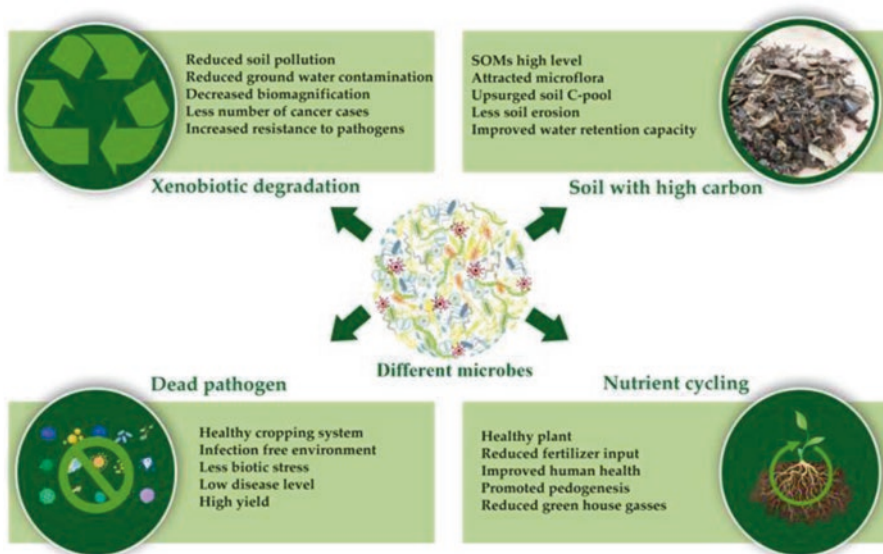 Reduced soil pollution
Reduced ground water contamination
Decreased biomagnification
Less number of cancer cases
Increased resistance to pathogens
Xenobiotic degradation
SOMs high level
Attracted microflora
Upsurged soil C-pool
Less soil erosion
Improved water retention capacity
Soil with high carbon
Different microbes
Dead pathogen
Healthy cropping system
Infection free environment
Less biotic stress
Low disease level
High yield
Nutrient cycling
Healthy plant
Reduced fertilizer input
Improved human health
Promoted pedogenesis
Reduced green house gasses